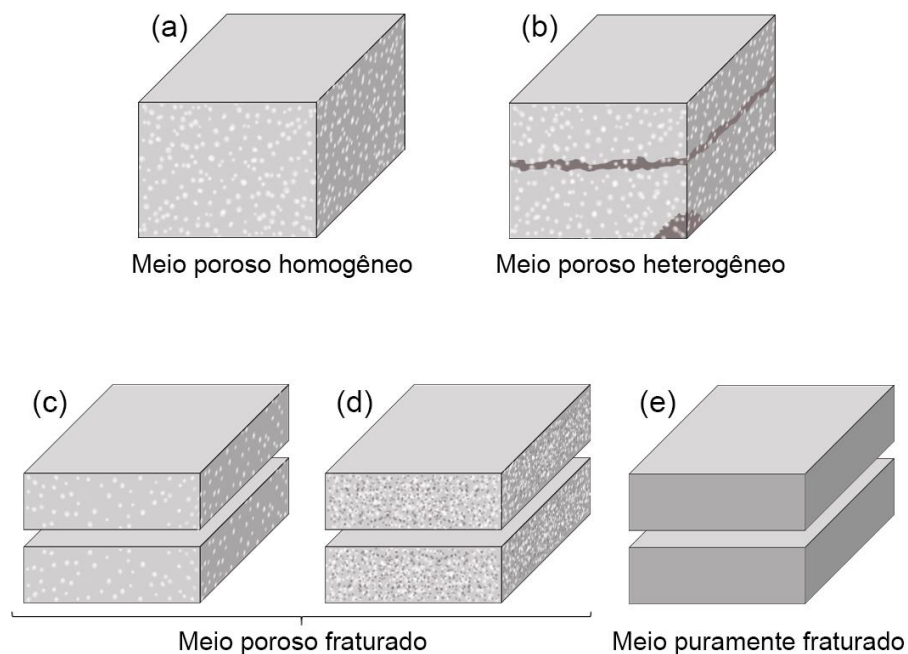 (a)
(b)
Meio poroso homogêneo
Meio poroso heterogêneo
(c)
(d)
(e)
Meio poroso fraturado
Meio puramente fraturado